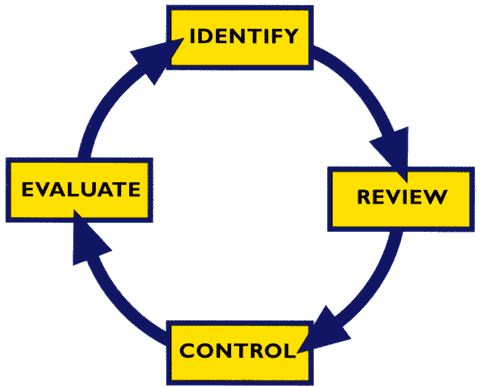 IDENTIFY
REVIEW
CONTROL
EVALUATE